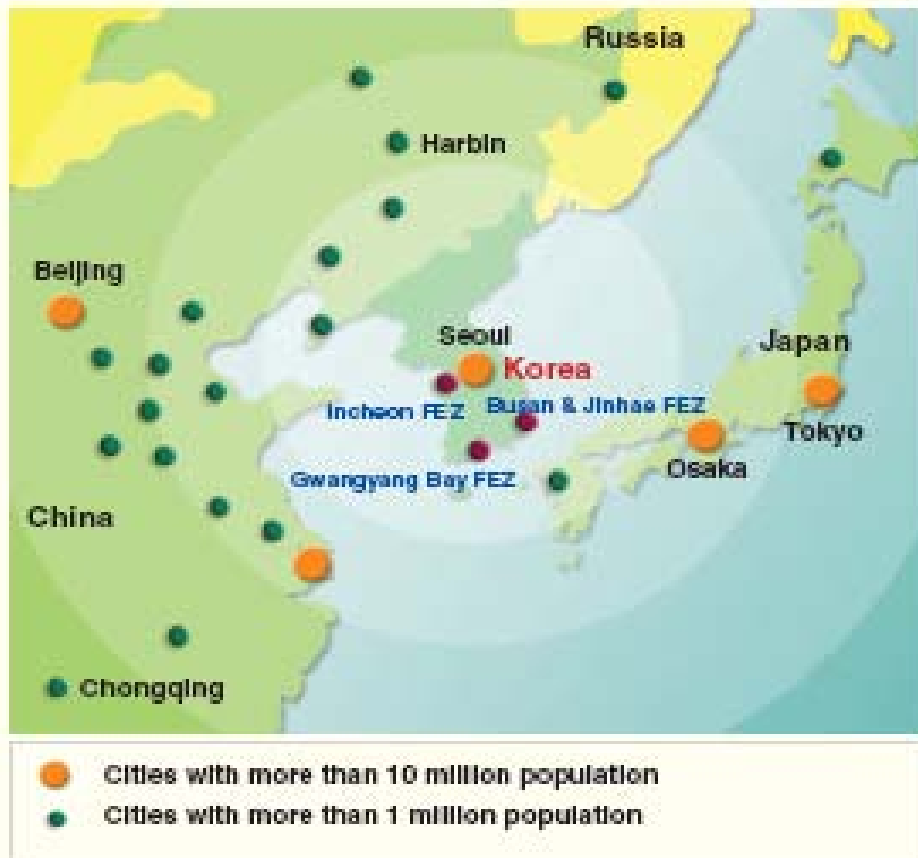 Russia
Harbin
Beijing
Seoul
Korea
Japan
Incheon FEZ
Busan & Jinhae FEZ
Tokyo
Osaka
Gwangyang Bay FEZ
China
Chongqing
Cities with more than 10 million population
Cities with more than 1 million population